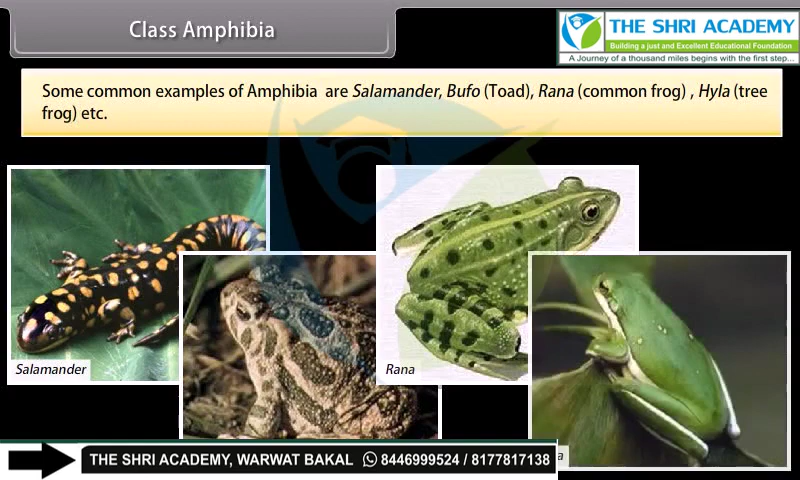 Class Amphibia
THE SHRI ACADEMY
Building a just and Excellent Educational Foundation
A Journey of a thousand miles begins with the first step...
Some common examples of Amphibia are Salamander, Bufo (Toad), Rana (common frog) , Hyla (tree
frog) etc.
Salamander
Rana
THE SHRI ACADEMY, WARWAT BAKAL 8446999524 / 8177817138